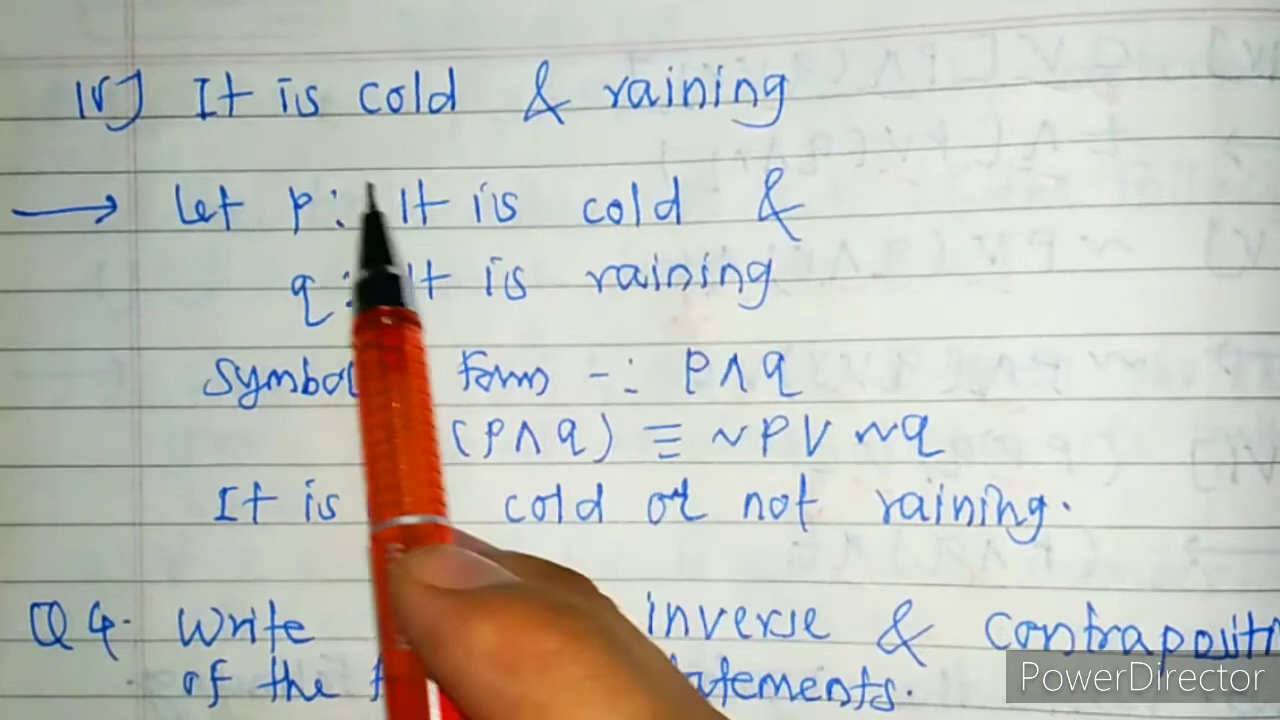 IV] It is cold & raining
→ Let p: It is cold &
q: It is raining
Symbol form -: p∧q
(p∧q) ≡ ~p∨ ~q
It is cold or not raining.
Q4. Write inverse & contrapositi
of the statements.
PowerDirector